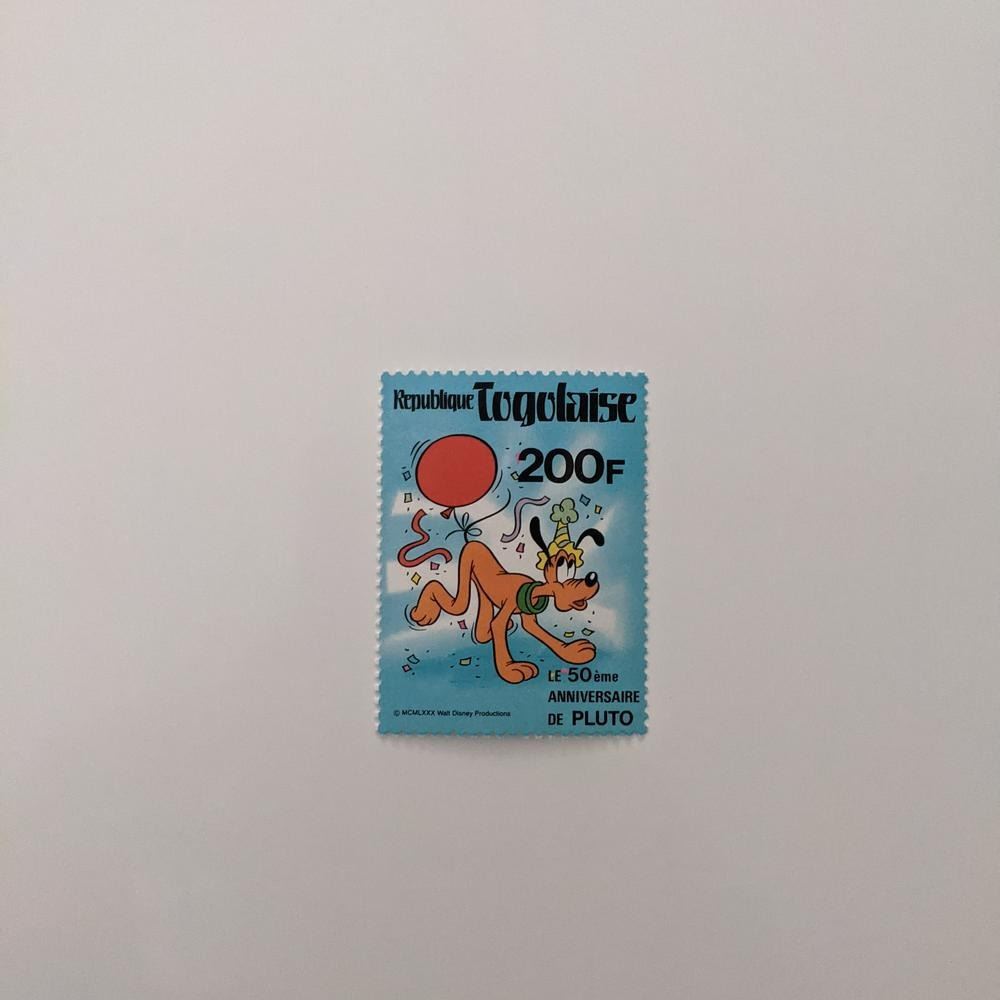 Republique Togolaise
200F
LE 50ème
ANNIVERSAIRE
DE PLUTO
© MCMLXXX Walt Disney Productions